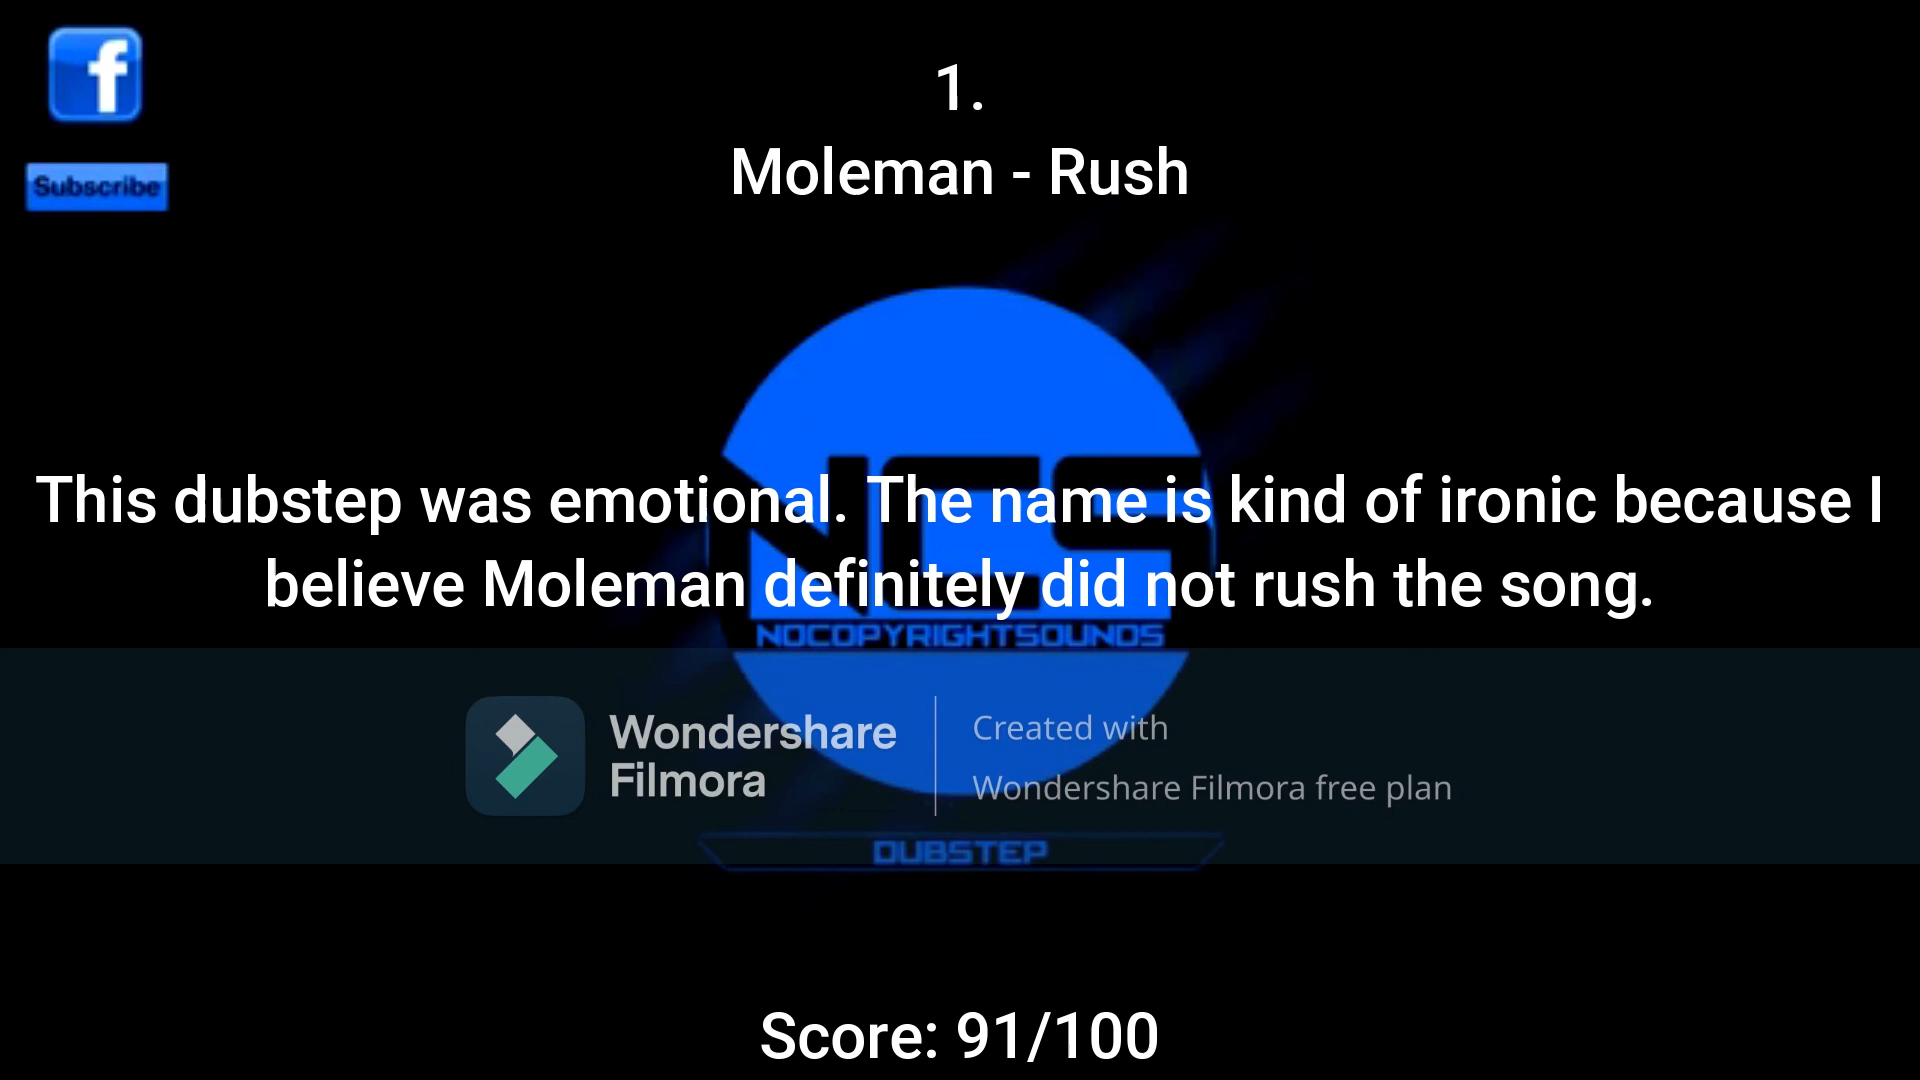 f
Subscribe
1.
Moleman - Rush
NCS
This dubstep was emotional. The name is kind of ironic because I
believe Moleman definitely did not rush the song.
NOCOPYRIGHTSOUNDS
Wondershare
Filmora
Created with
Wondershare Filmora free plan
DUBSTEP
Score: 91/100